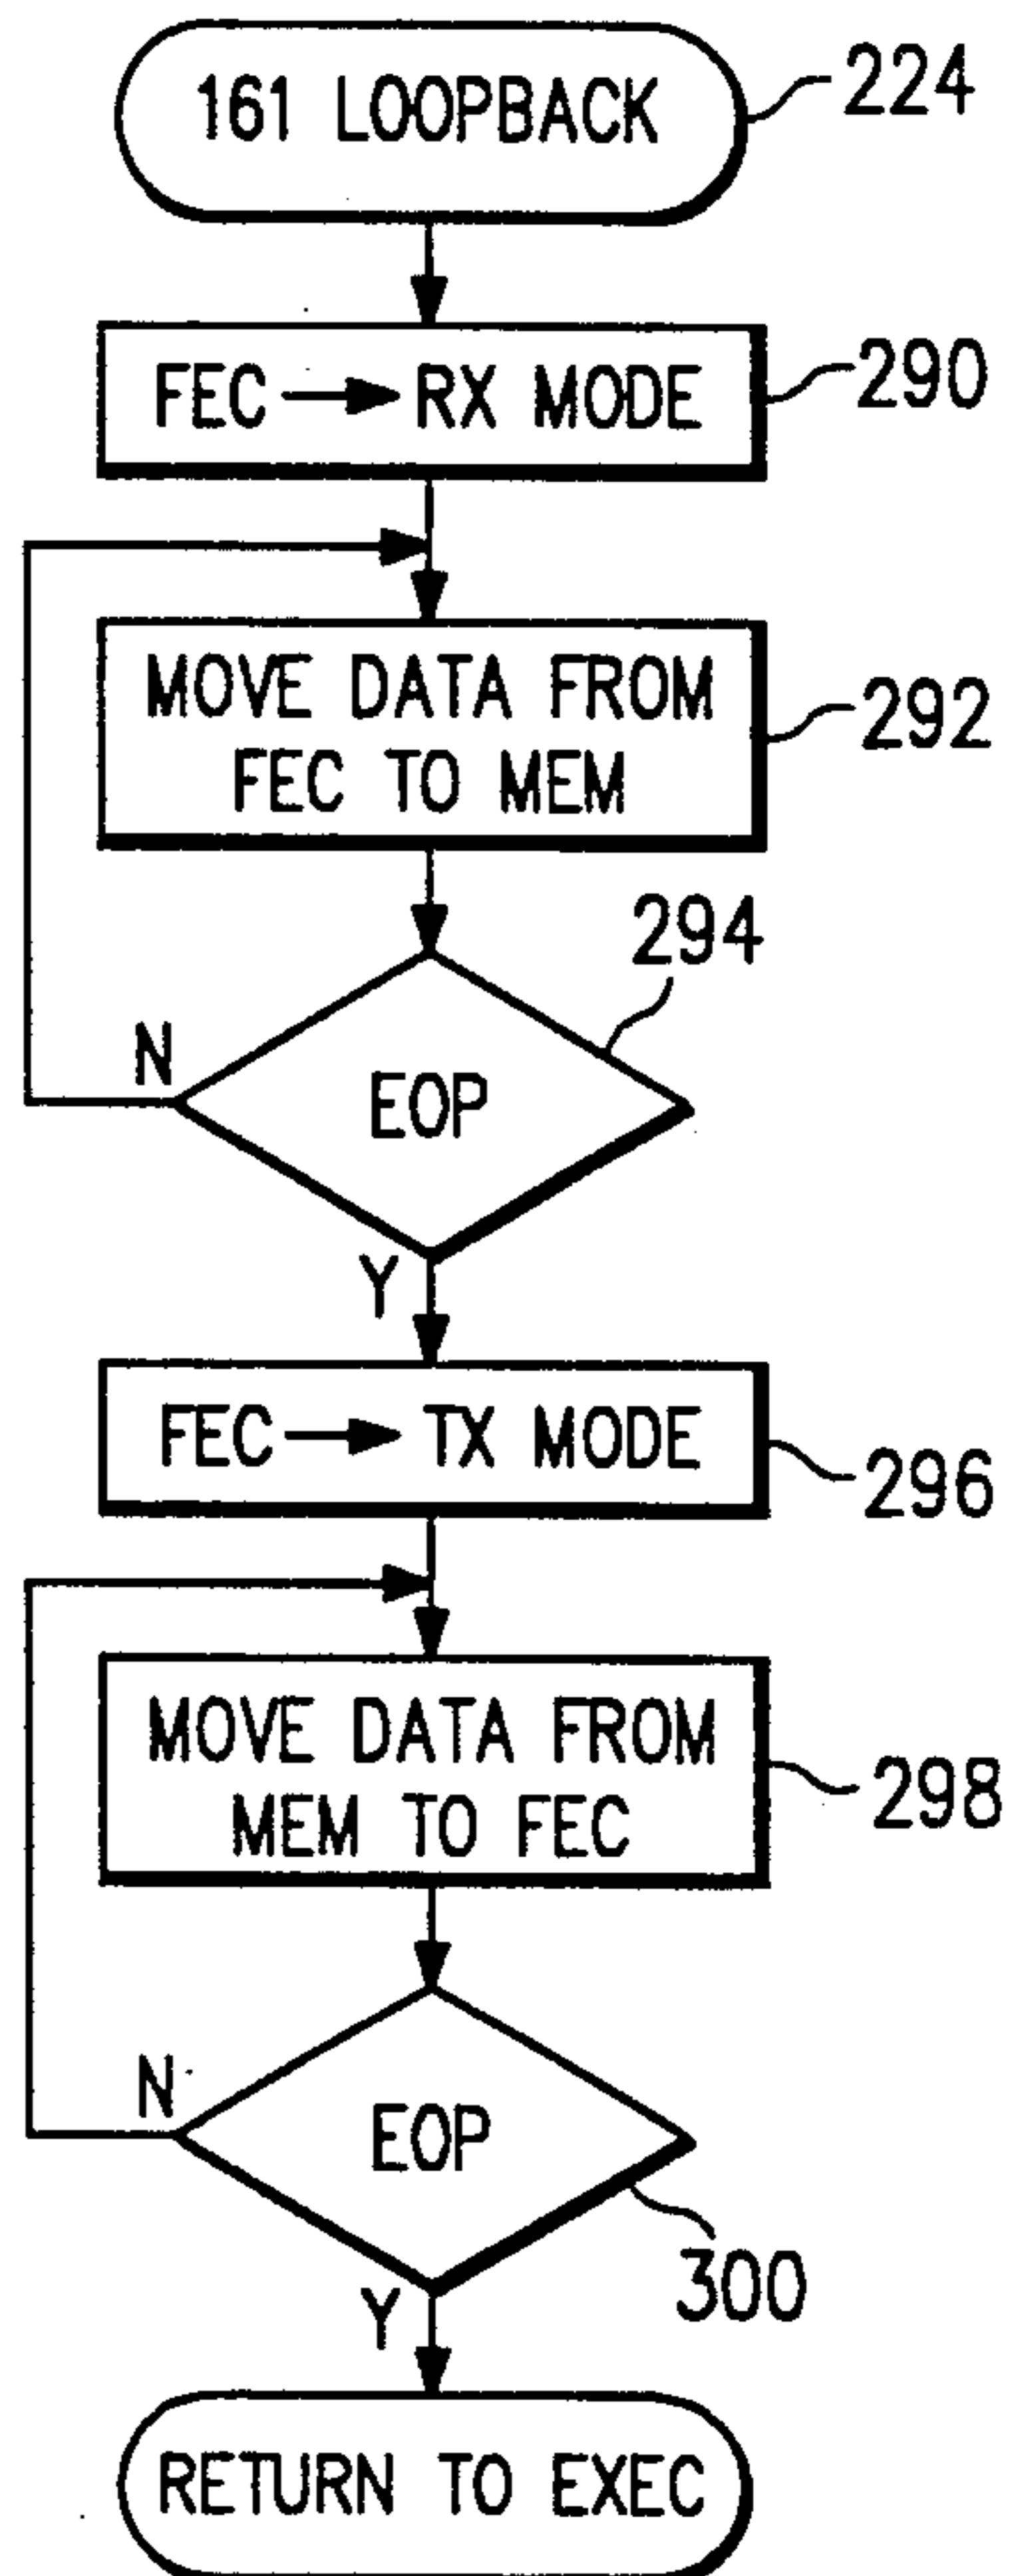 161 LOOPBACK
224
FEC → RX MODE
290
MOVE DATA FROM
FEC TO MEM
292
294
EOP
N
Y
FEC → TX MODE
296
MOVE DATA FROM
MEM TO FEC
298
EOP
N
300
Y
RETURN TO EXEC